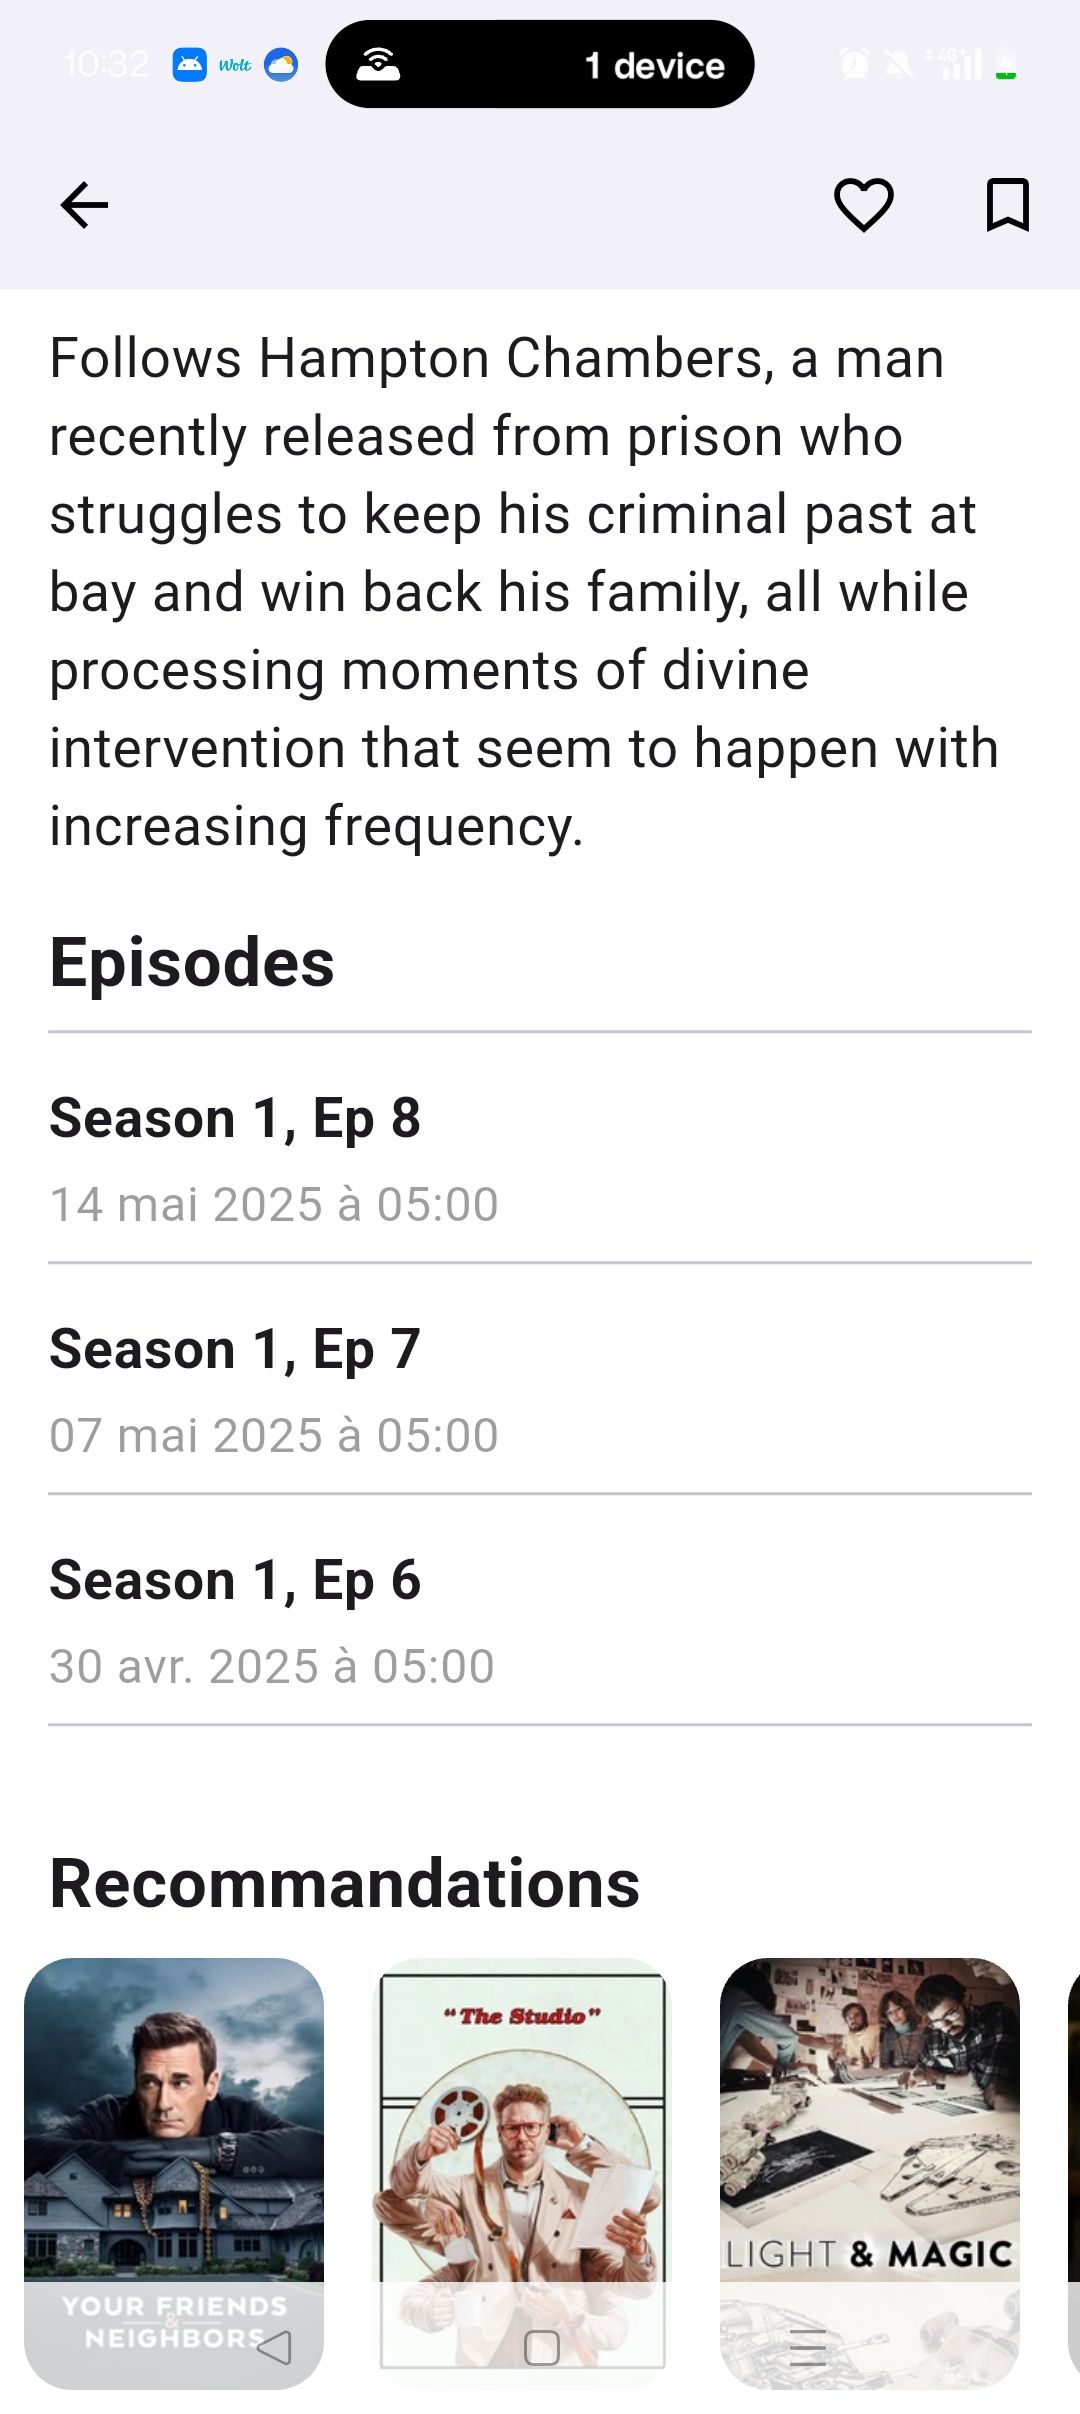 10:32
Wolt
1 device
4G+
Follows Hampton Chambers, a man
recently released from prison who
struggles to keep his criminal past at
bay and win back his family, all while
processing moments of divine
intervention that seem to happen with
increasing frequency.
Episodes
Season 1, Ep 8
14 mai 2025 à 05:00
Season 1, Ep 7
07 mai 2025 à 05:00
Season 1, Ep 6
30 avr. 2025 à 05:00
Recommandations
YOUR FRIENDS
&
NEIGHBORS
“The Studio”
LIGHT & MAGIC